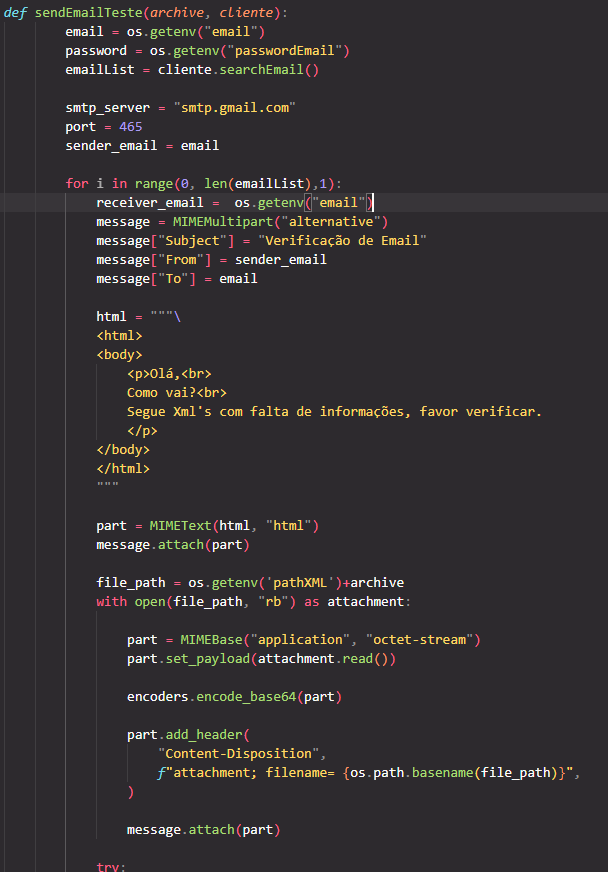 def sendEmailTeste(archive, cliente):
email = os.getenv("email")
password = os.getenv("passwordEmail")
emailList = cliente.searchEmail()
smtp_server = "smtp.gmail.com"
port = 465
sender_email = email
for i in range(0, len(emailList),1):
receiver_email =  os.getenv("email")
message = MIMEMultipart("alternative")
message["Subject"] = "Verificação de Email"
message["From"] = sender_email
message["To"] = email
html = """\
<html>
<body>
<p>Olá,<br>
Como vai?<br>
Segue Xml's com falta de informações, favor verificar.
</p>
</body>
</html>
"""
part = MIMEText(html, "html")
message.attach(part)
file_path = os.getenv('pathXML')+archive
with open(file_path, "rb") as attachment:
part = MIMEBase("application", "octet-stream")
part.set_payload(attachment.read())
encoders.encode_base64(part)
part.add_header(
"Content-Disposition",
f"attachment; filename= {os.path.basename(file_path)}",
)
message.attach(part)
try: